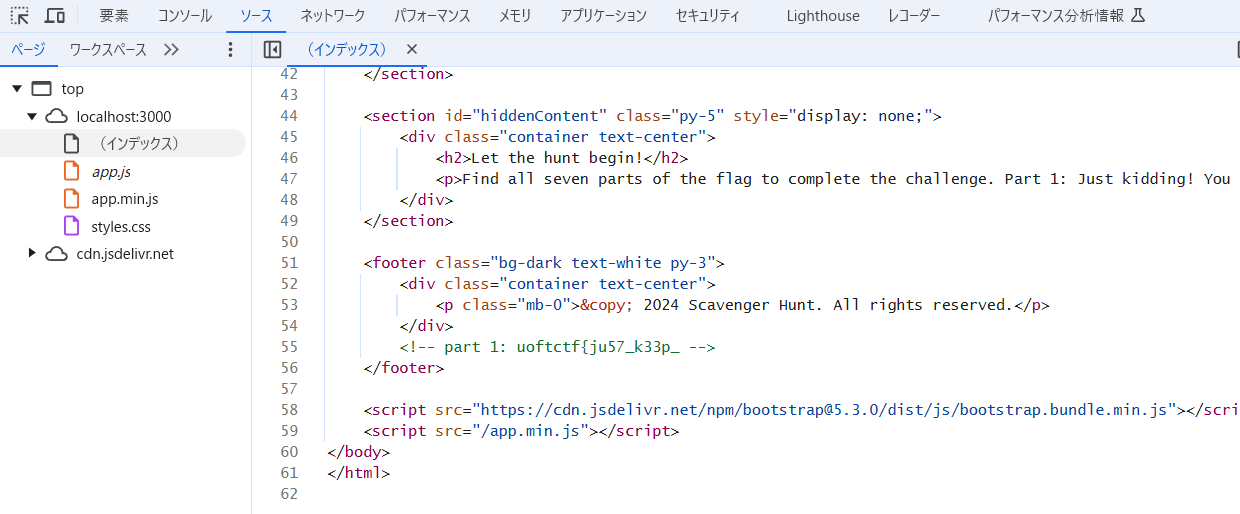 要素 コンソール ソース ネットワーク パフォーマンス メモリ アプリケーション セキュリティ Lighthouse レコーダー パフォーマンス分析情報
ページ ワークスペース (インデックス)
top
localhost:3000
(インデックス)
app.js
app.min.js
styles.css
cdn.jsdelivr.net
42 </section>
43
44 <section id="hiddenContent" class="py-5" style="display: none;">
45 <div class="container text-center">
46 <h2>Let the hunt begin!</h2>
47 <p>Find all seven parts of the flag to complete the challenge. Part 1: Just kidding! You
48 </div>
49 </section>
50
51 <footer class="bg-dark text-white py-3">
52 <div class="container text-center">
53 <p class="mb-0">&copy; 2024 Scavenger Hunt. All rights reserved.</p>
54 </div>
55 <!-- part 1: uoftctf{ju57_k33p_ -->
56 </footer>
57
58 <script src="https://cdn.jsdelivr.net/npm/bootstrap@5.3.0/dist/js/bootstrap.bundle.min.js"></scri
59 <script src="/app.min.js"></script>
60 </body>
61 </html>
62